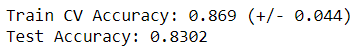 Train CV Accuracy: 0.869 (+/- 0.044)
Test Accuracy: 0.8302